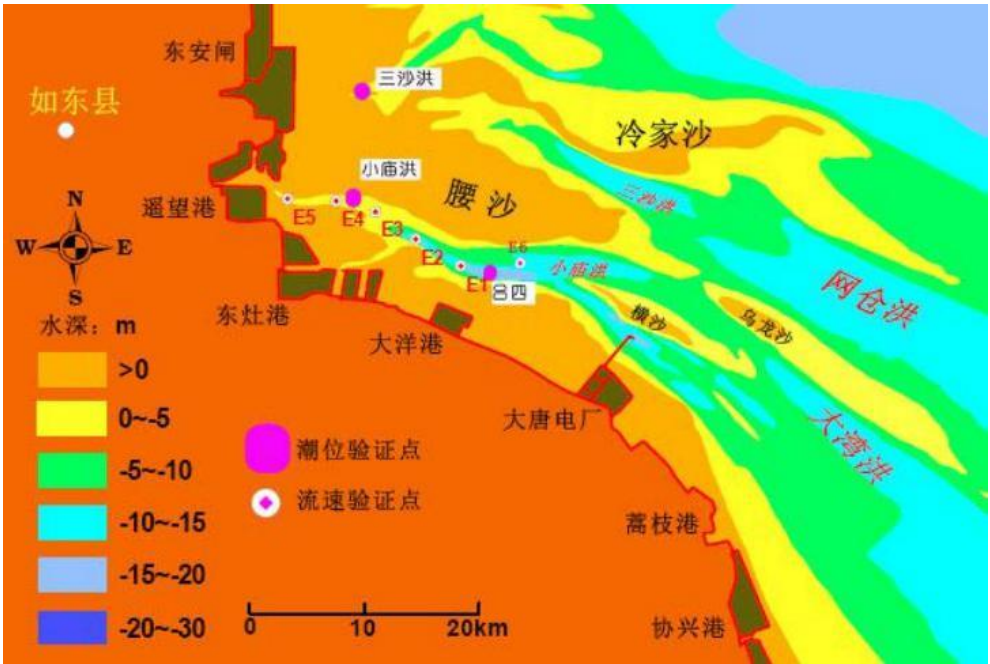 东安闸
三沙洪
如东县
冷家沙
小庙洪
腰沙
三沙洪
遥望港
N
W
E
S
E5
E4
E3
E2
E1
E6
小庙洪
吕四
网仓洪
横沙
乌龙沙
水深：m
东灶港
大洋港
大唐电厂
大湾洪
>0
0~-5
-5~-10
-10~-15
-15~-20
-20~-30
潮位验证点
流速验证点
0
10
20km
蒿枝港
协兴港